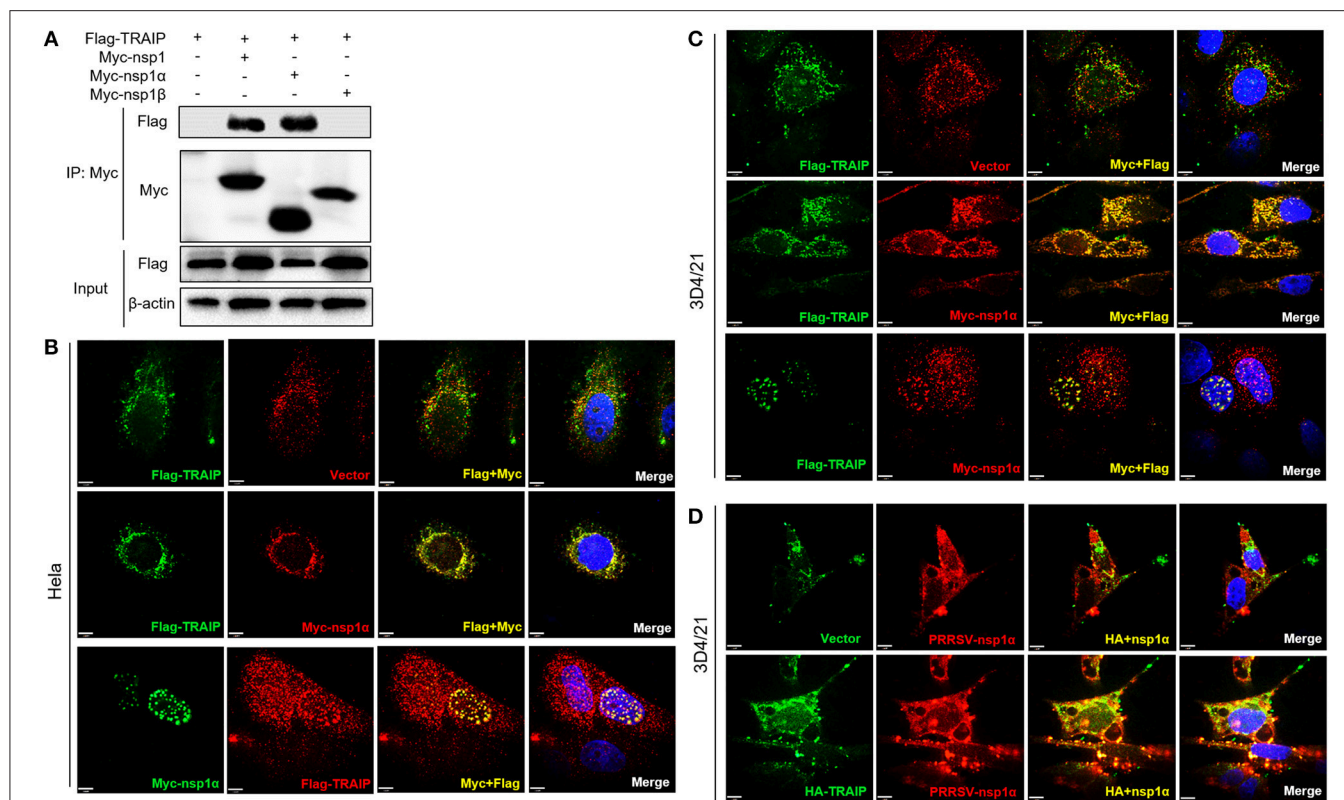 A
Flag-TRAIP + + + +
Myc-nsp1 - + - -
Myc-nsp1α - - + -
Myc-nsp1β - - - +
IP: Myc
Flag
Myc
Input
Flag
β-actin
B
Hela
Flag-TRAIP Vector Flag+Myc Merge
Flag-TRAIP Myc-nsp1α Flag+Myc Merge
Myc-nsp1α Flag-TRAIP Myc+Flag Merge
C
3D4/21
Flag-TRAIP Vector Myc+Flag Merge
Flag-TRAIP Myc-nsp1α Myc+Flag Merge
Flag-TRAIP Myc-nsp1α Myc+Flag Merge
D
3D4/21
Vector PRRSV-nsp1α HA+nsp1α Merge
HA-TRAIP PRRSV-nsp1α HA+nsp1α Merge